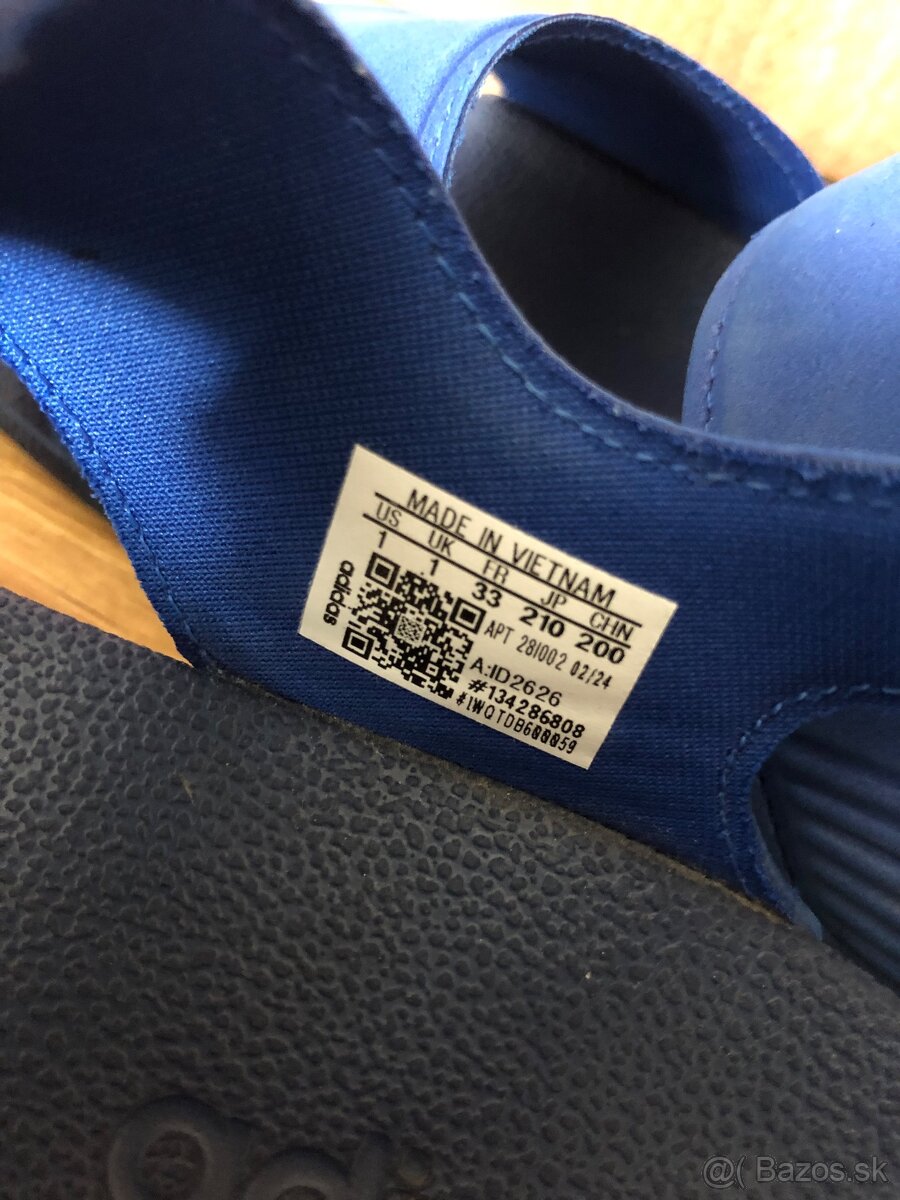 MADE IN VIETNAM
US UK FR JP CHN
1 1 33 210 200
adidas
APT 281002 02/24
A:ID2626
#134286808
@( Bazos.sk